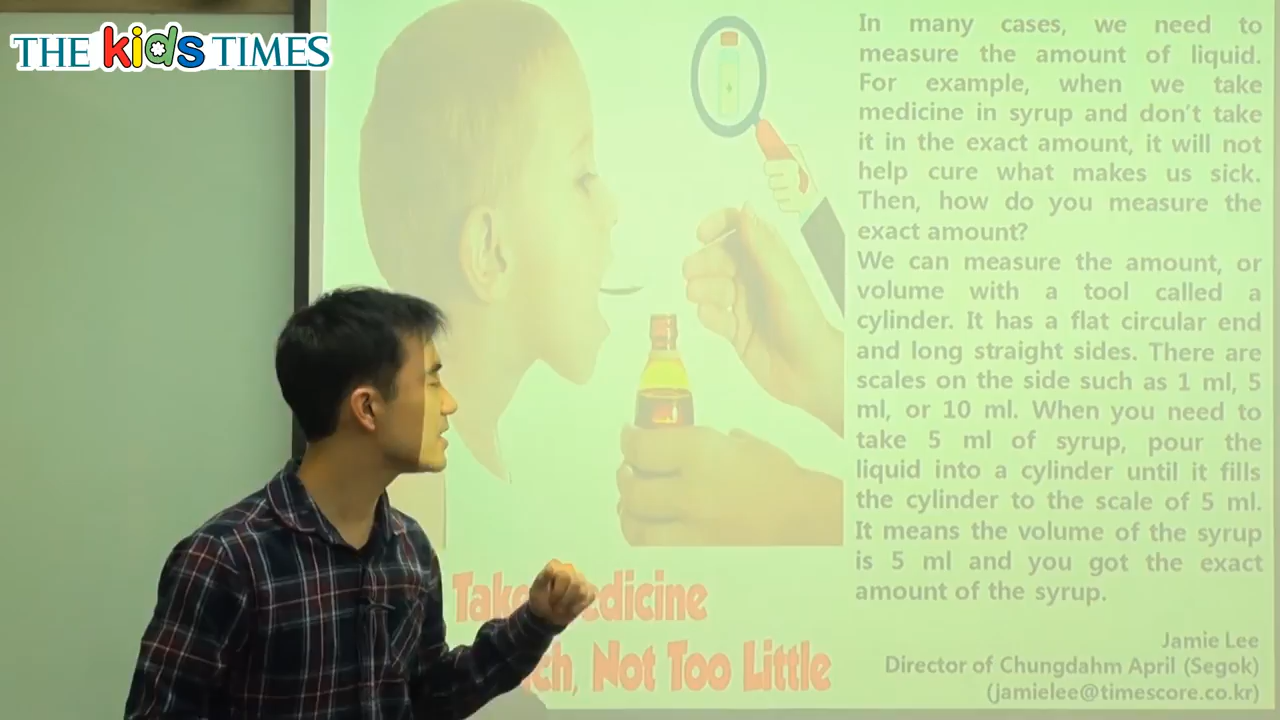 THE kids TIMES
In many cases, we need to
measure the amount of liquid.
For example, when we take
medicine in syrup and don't take
it in the exact amount, it will not
help cure what makes us sick.
Then, how do you measure the
exact amount?
We can measure the amount, or
volume with a tool called a
cylinder. It has a flat circular end
and long straight sides. There are
scales on the side such as 1 ml, 5
ml, or 10 ml. When you need to
take 5 ml of syrup, pour the
liquid into a cylinder until it fills
the cylinder to the scale of 5 ml.
It means the volume of the syrup
is 5 ml and you got the exact
amount of the syrup.
Jamie Lee
Director of Chungdahm April (Segok)
(jamielee@timescore.co.kr)
Take Medicine
Not Too Little